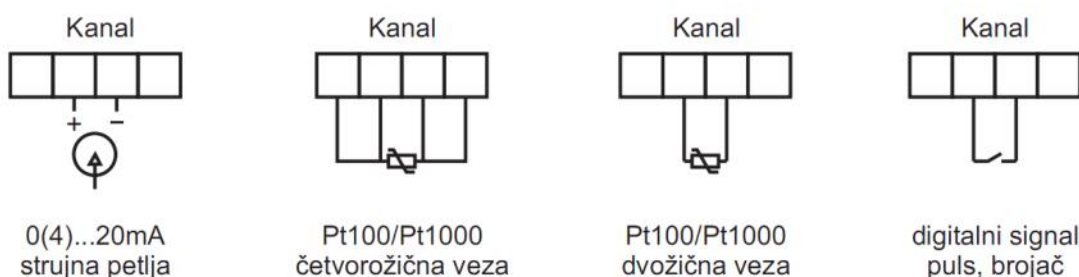 Kanal
+ −
0(4)...20mA
strujna petlja
Kanal
Pt100/Pt1000
četvorožična veza
Kanal
Pt100/Pt1000
dvožična veza
Kanal
digitalni signal
puls, brojač